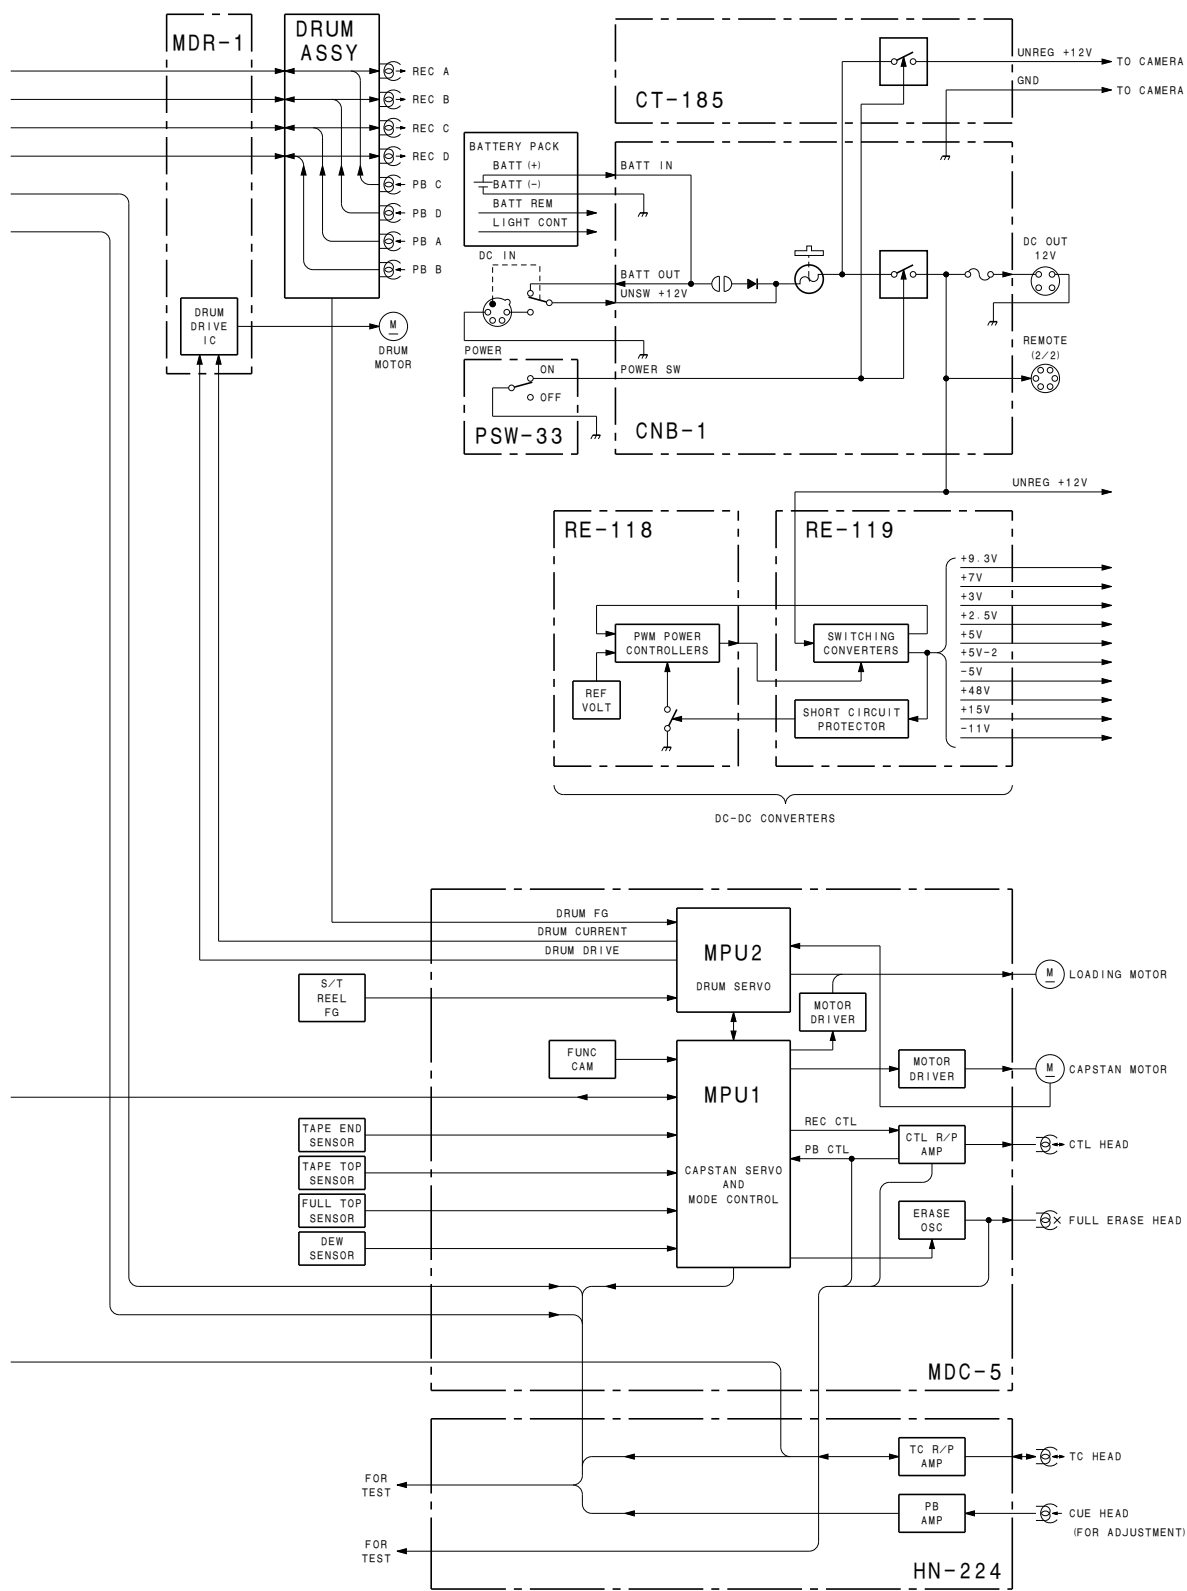 MDR-1
DRUM
ASSY
REC A
REC B
REC C
REC D
PB C
PB D
PB A
PB B
DRUM
DRIVE
IC
M
DRUM
MOTOR
CT-185
UNREG +12V
TO CAMERA
GND
TO CAMERA
BATTERY PACK
BATT (+)
BATT (-)
BATT REM
LIGHT CONT
BATT IN
DC IN
BATT OUT
UNSW +12V
DC OUT
12V
POWER
ON
OFF
PSW-33
POWER SW
CNB-1
REMOTE
(2/2)
UNREG +12V
RE-118
RE-119
PWM POWER
CONTROLLERS
REF
VOLT
SWITCHING
CONVERTERS
SHORT CIRCUIT
PROTECTOR
+9.3V
+7V
+3V
+2.5V
+5V
+5V-2
-5V
+48V
+15V
-11V
DC-DC CONVERTERS
DRUM FG
DRUM CURRENT
DRUM DRIVE
MPU2
DRUM SERVO
S/T
REEL
FG
MOTOR
DRIVER
M
LOADING MOTOR
FUNC
CAM
MPU1
CAPSTAN SERVO
AND
MODE CONTROL
MOTOR
DRIVER
M
CAPSTAN MOTOR
TAPE END
SENSOR
TAPE TOP
SENSOR
FULL TOP
SENSOR
DEW
SENSOR
REC CTL
PB CTL
CTL R/P
AMP
CTL HEAD
ERASE
OSC
FULL ERASE HEAD
MDC-5
TC R/P
AMP
TC HEAD
FOR
TEST
PB
AMP
CUE HEAD
(FOR ADJUSTMENT)
FOR
TEST
HN-224